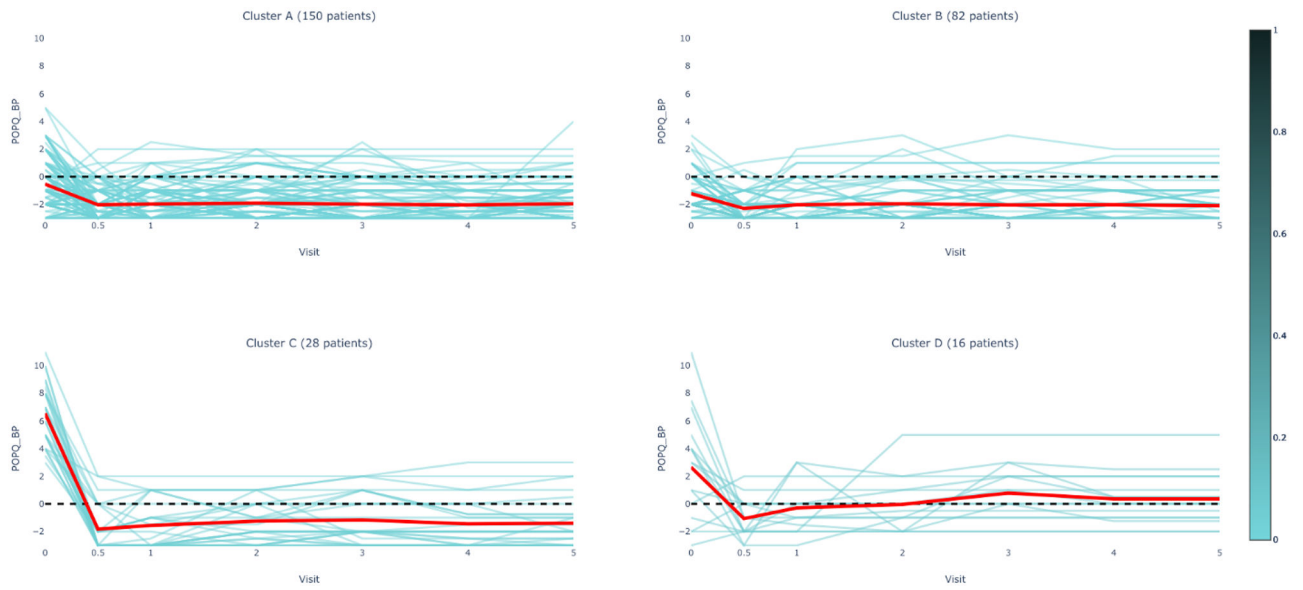 Cluster A (150 patients)
POPQ_BP
10
8
6
4
2
0
−2
0 0.5 1 2 3 4 5
Visit
Cluster B (82 patients)
POPQ_BP
10
8
6
4
2
0
−2
0 0.5 1 2 3 4 5
Visit
Cluster C (28 patients)
POPQ_BP
10
8
6
4
2
0
−2
0 0.5 1 2 3 4 5
Visit
Cluster D (16 patients)
POPQ_BP
10
8
6
4
2
0
−2
0 0.5 1 2 3 4 5
Visit
1
0.8
0.6
0.4
0.2
0